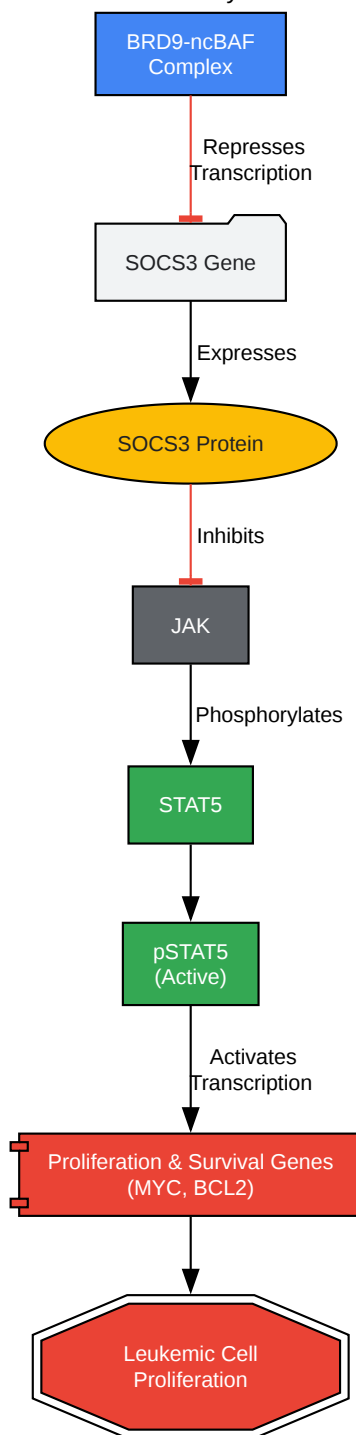 BRD9-ncBAF
Complex
Represses
Transcription
SOCS3 Gene
Expresses
SOCS3 Protein
Inhibits
JAK
Phosphorylates
STAT5
pSTAT5
(Active)
Activates
Transcription
Proliferation & Survival Genes
(MYC, BCL2)
Leukemic Cell
Proliferation